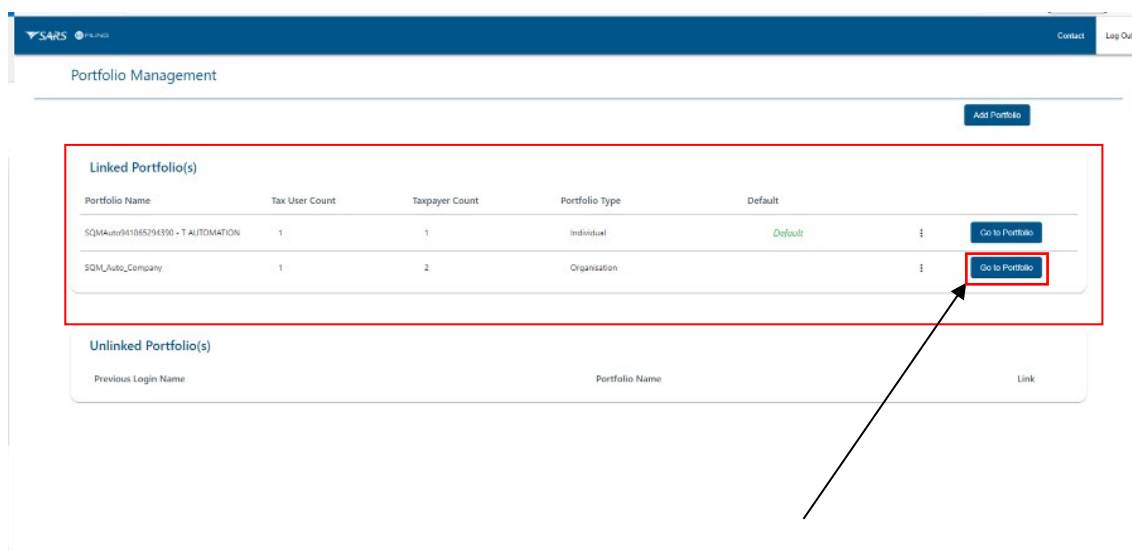 SARS eFILING
Contact
Log Out
Portfolio Management
Add Portfolio
Linked Portfolio(s)
Portfolio Name Tax User Count Taxpayer Count Portfolio Type Default
SQMAuto941065294390 - T AUTOMATION 1 1 Individual Default Go to Portfolio
SQM_Auto_Company 1 2 Organisation Go to Portfolio
Unlinked Portfolio(s)
Previous Login Name Portfolio Name Link